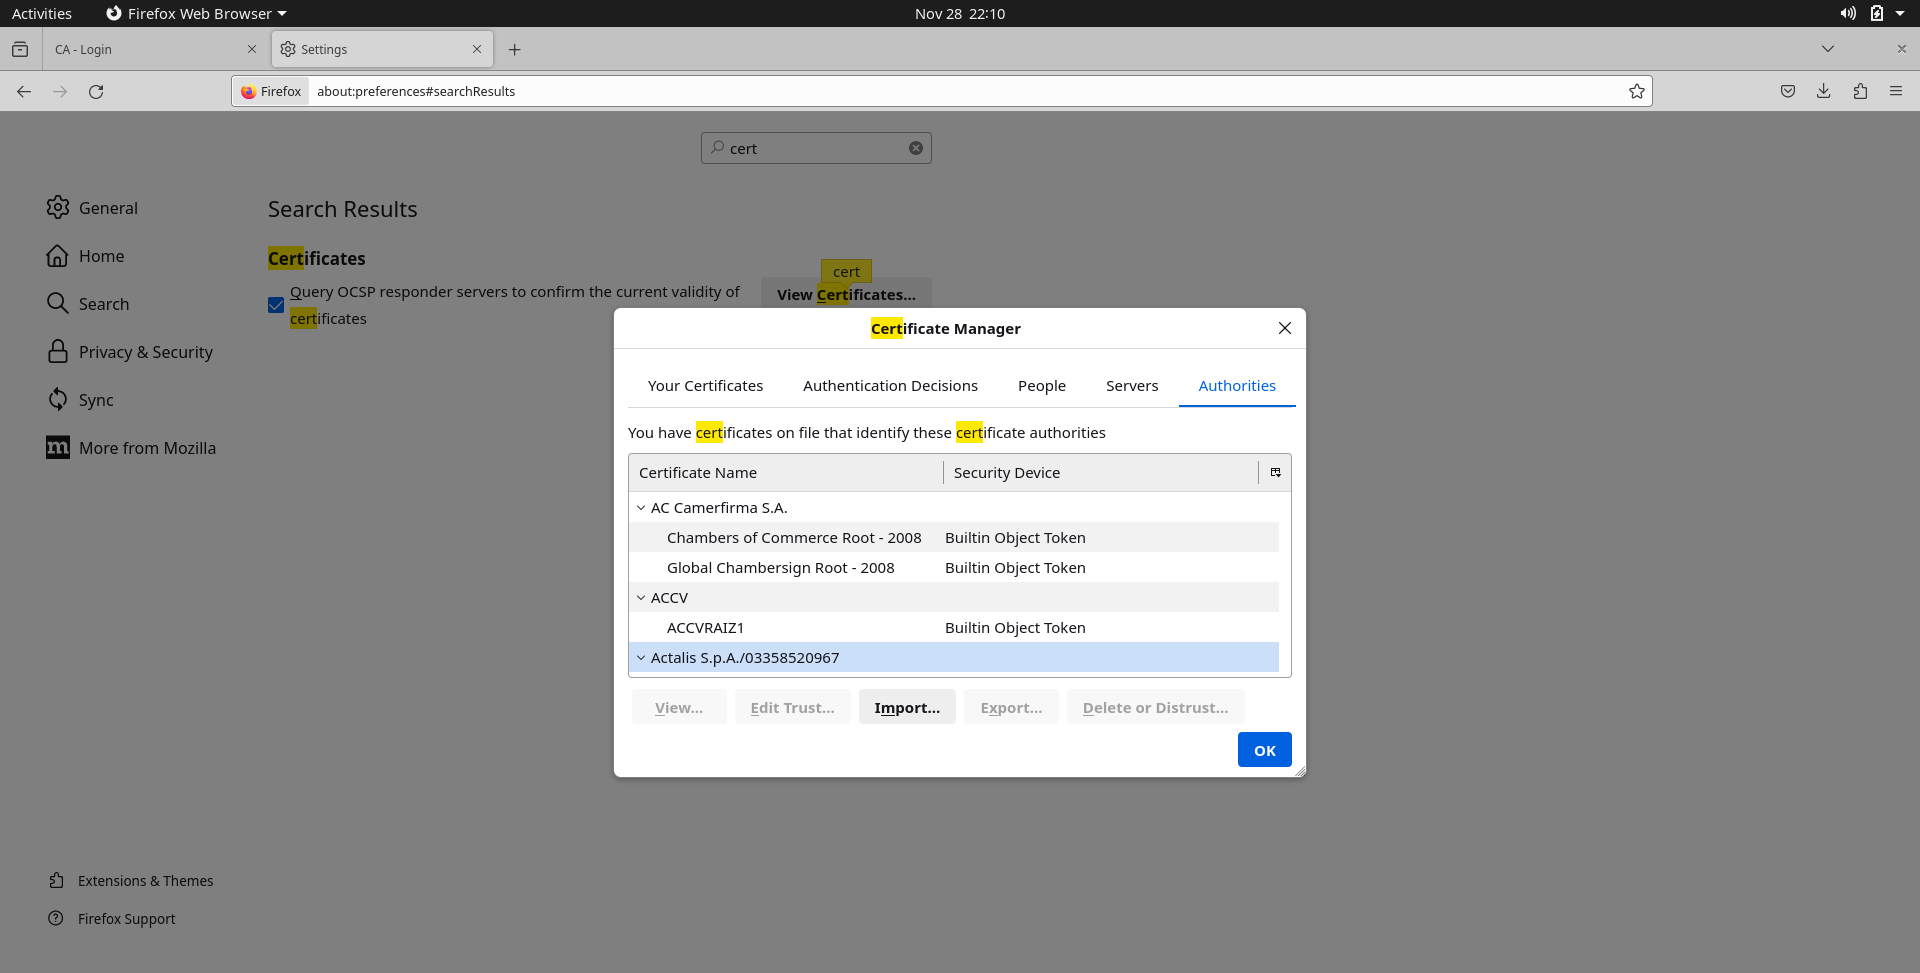 Activities
Firefox Web Browser
Nov 28 22:10
CA - Login
Settings
Firefox
about:preferences#searchResults
cert
General
Home
Search
Privacy & Security
Sync
m
More from Mozilla
Extensions & Themes
Firefox Support
Search Results
Certificates
Query OCSP responder servers to confirm the current validity of
certificates
cert
View Certificates...
Certificate Manager
Your Certificates
Authentication Decisions
People
Servers
Authorities
You have certificates on file that identify these certificate authorities
Certificate Name
Security Device
AC Camerfirma S.A.
Chambers of Commerce Root - 2008
Builtin Object Token
Global Chambersign Root - 2008
Builtin Object Token
ACCV
ACCVRAIZ1
Builtin Object Token
Actalis S.p.A./03358520967
View...
Edit Trust...
Import...
Export...
Delete or Distrust...
OK